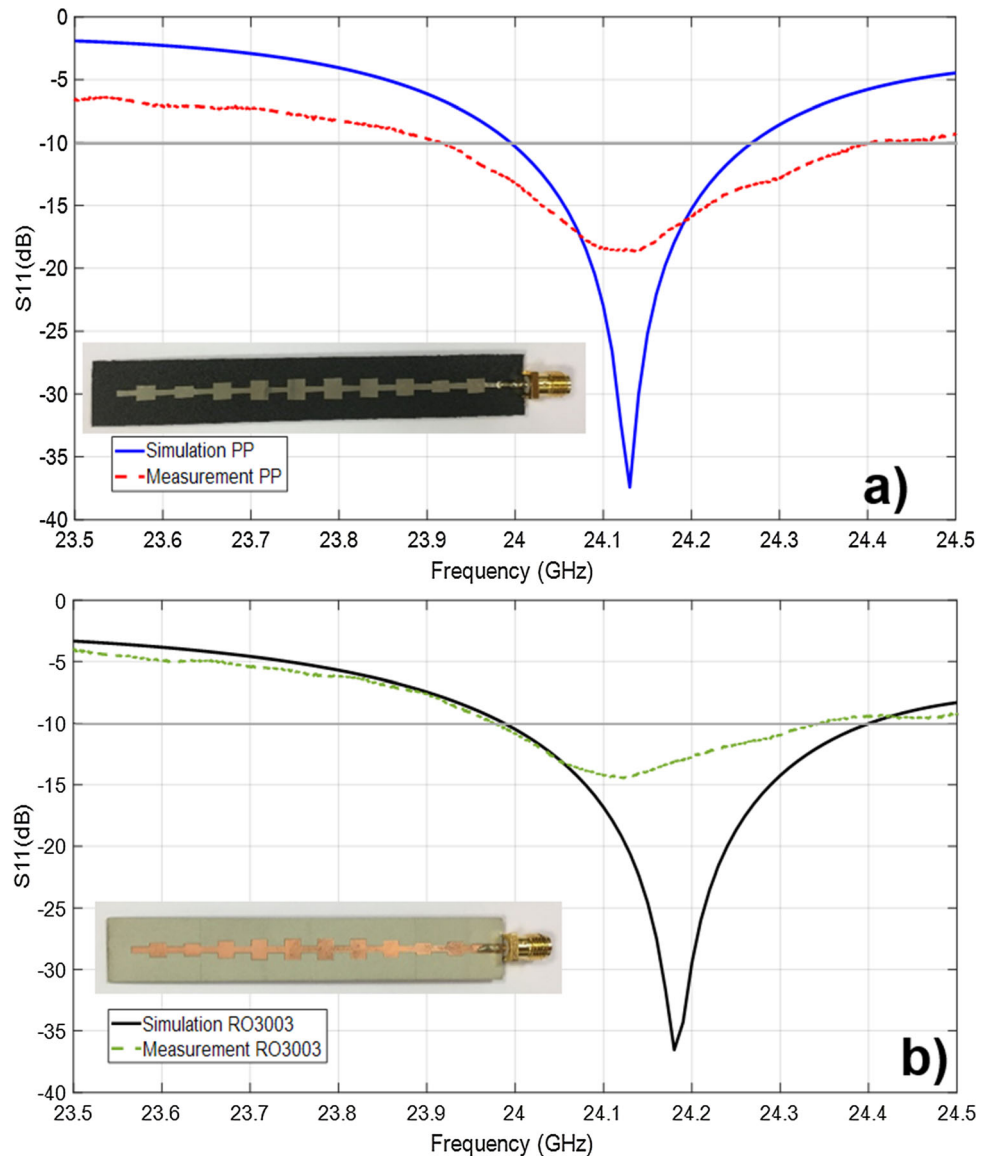 0
-5
-10
-15
-20
-25
-30
-35
-40
S11(dB)
Simulation PP
Measurement PP
a)
23.5 23.6 23.7 23.8 23.9 24 24.1 24.2 24.3 24.4 24.5
Frequency (GHz)
0
-5
-10
-15
-20
-25
-30
-35
-40
S11(dB)
Simulation RO3003
Measurement RO3003
b)
23.5 23.6 23.7 23.8 23.9 24 24.1 24.2 24.3 24.4 24.5
Frequency (GHz)